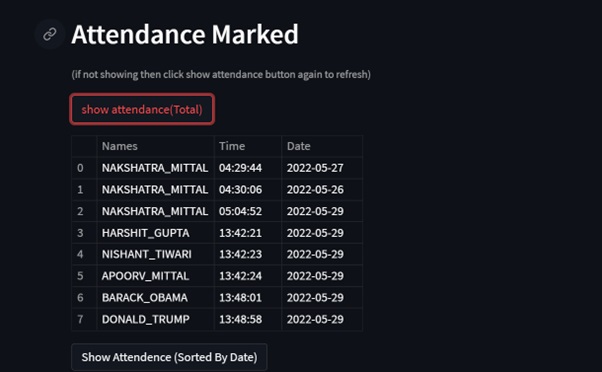 Attendance Marked
(if not showing then click show attendance button again to refresh)
show attendance(Total)
Names Time Date
0 NAKSHATRA_MITTAL 04:29:44 2022-05-27
1 NAKSHATRA_MITTAL 04:30:06 2022-05-26
2 NAKSHATRA_MITTAL 05:04:52 2022-05-29
3 HARSHIT_GUPTA 13:42:21 2022-05-29
4 NISHANT_TIWARI 13:42:23 2022-05-29
5 APOORV_MITTAL 13:42:24 2022-05-29
6 BARACK_OBAMA 13:48:01 2022-05-29
7 DONALD_TRUMP 13:48:58 2022-05-29
Show Attendence (Sorted By Date)